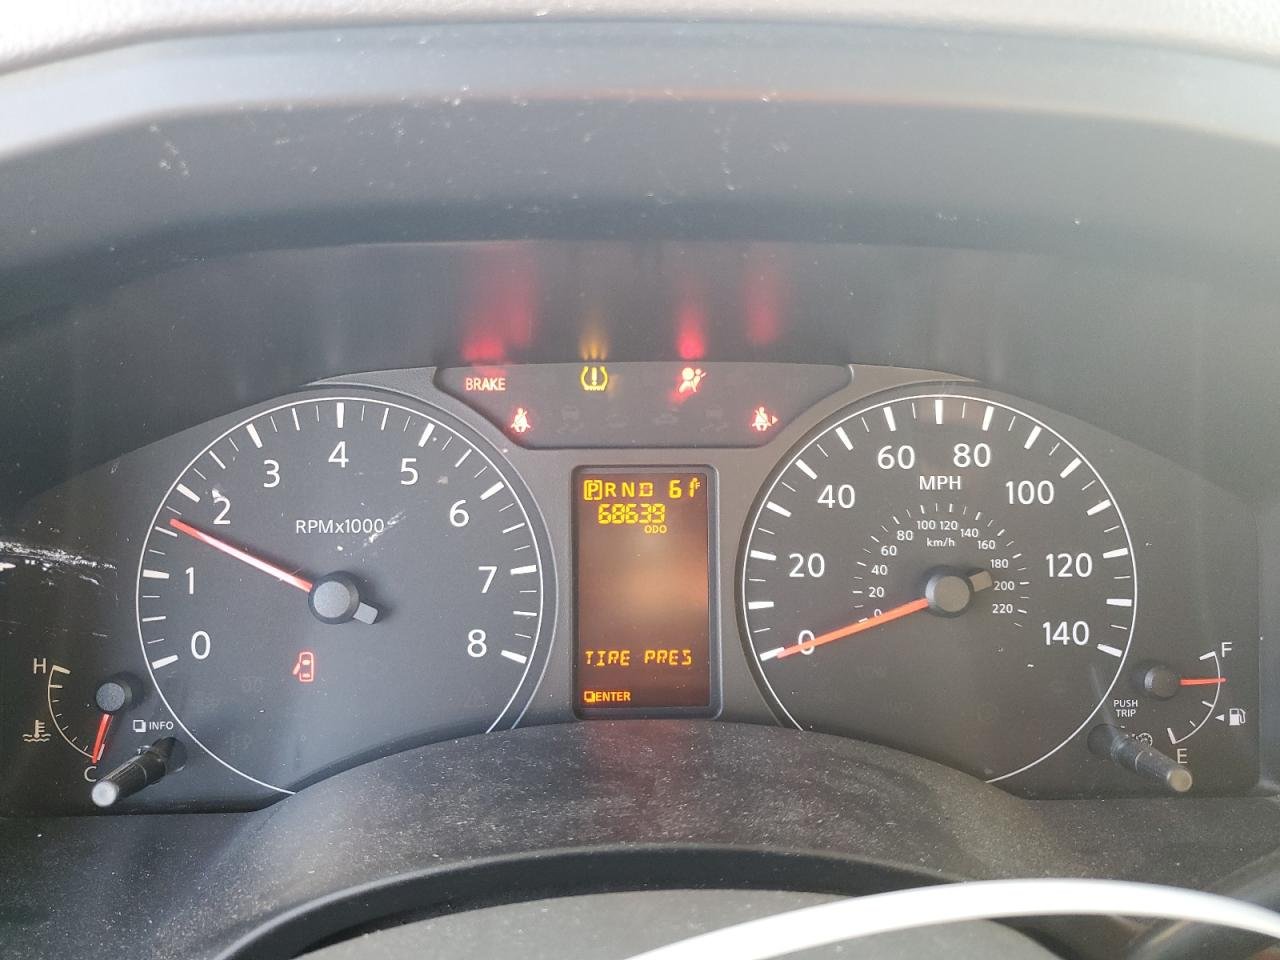 BRAKE
0 1 2 3 4 5 6 7 8
RPMx1000
H
C
INFO
P R N D 61°F
68639
ODO
TIRE PRES
ENTER
0 20 40 60 80 100 120 140
MPH
0 20 40 60 80 100 120 140 160 180 200 220
km/h
F
E
PUSH
TRIP